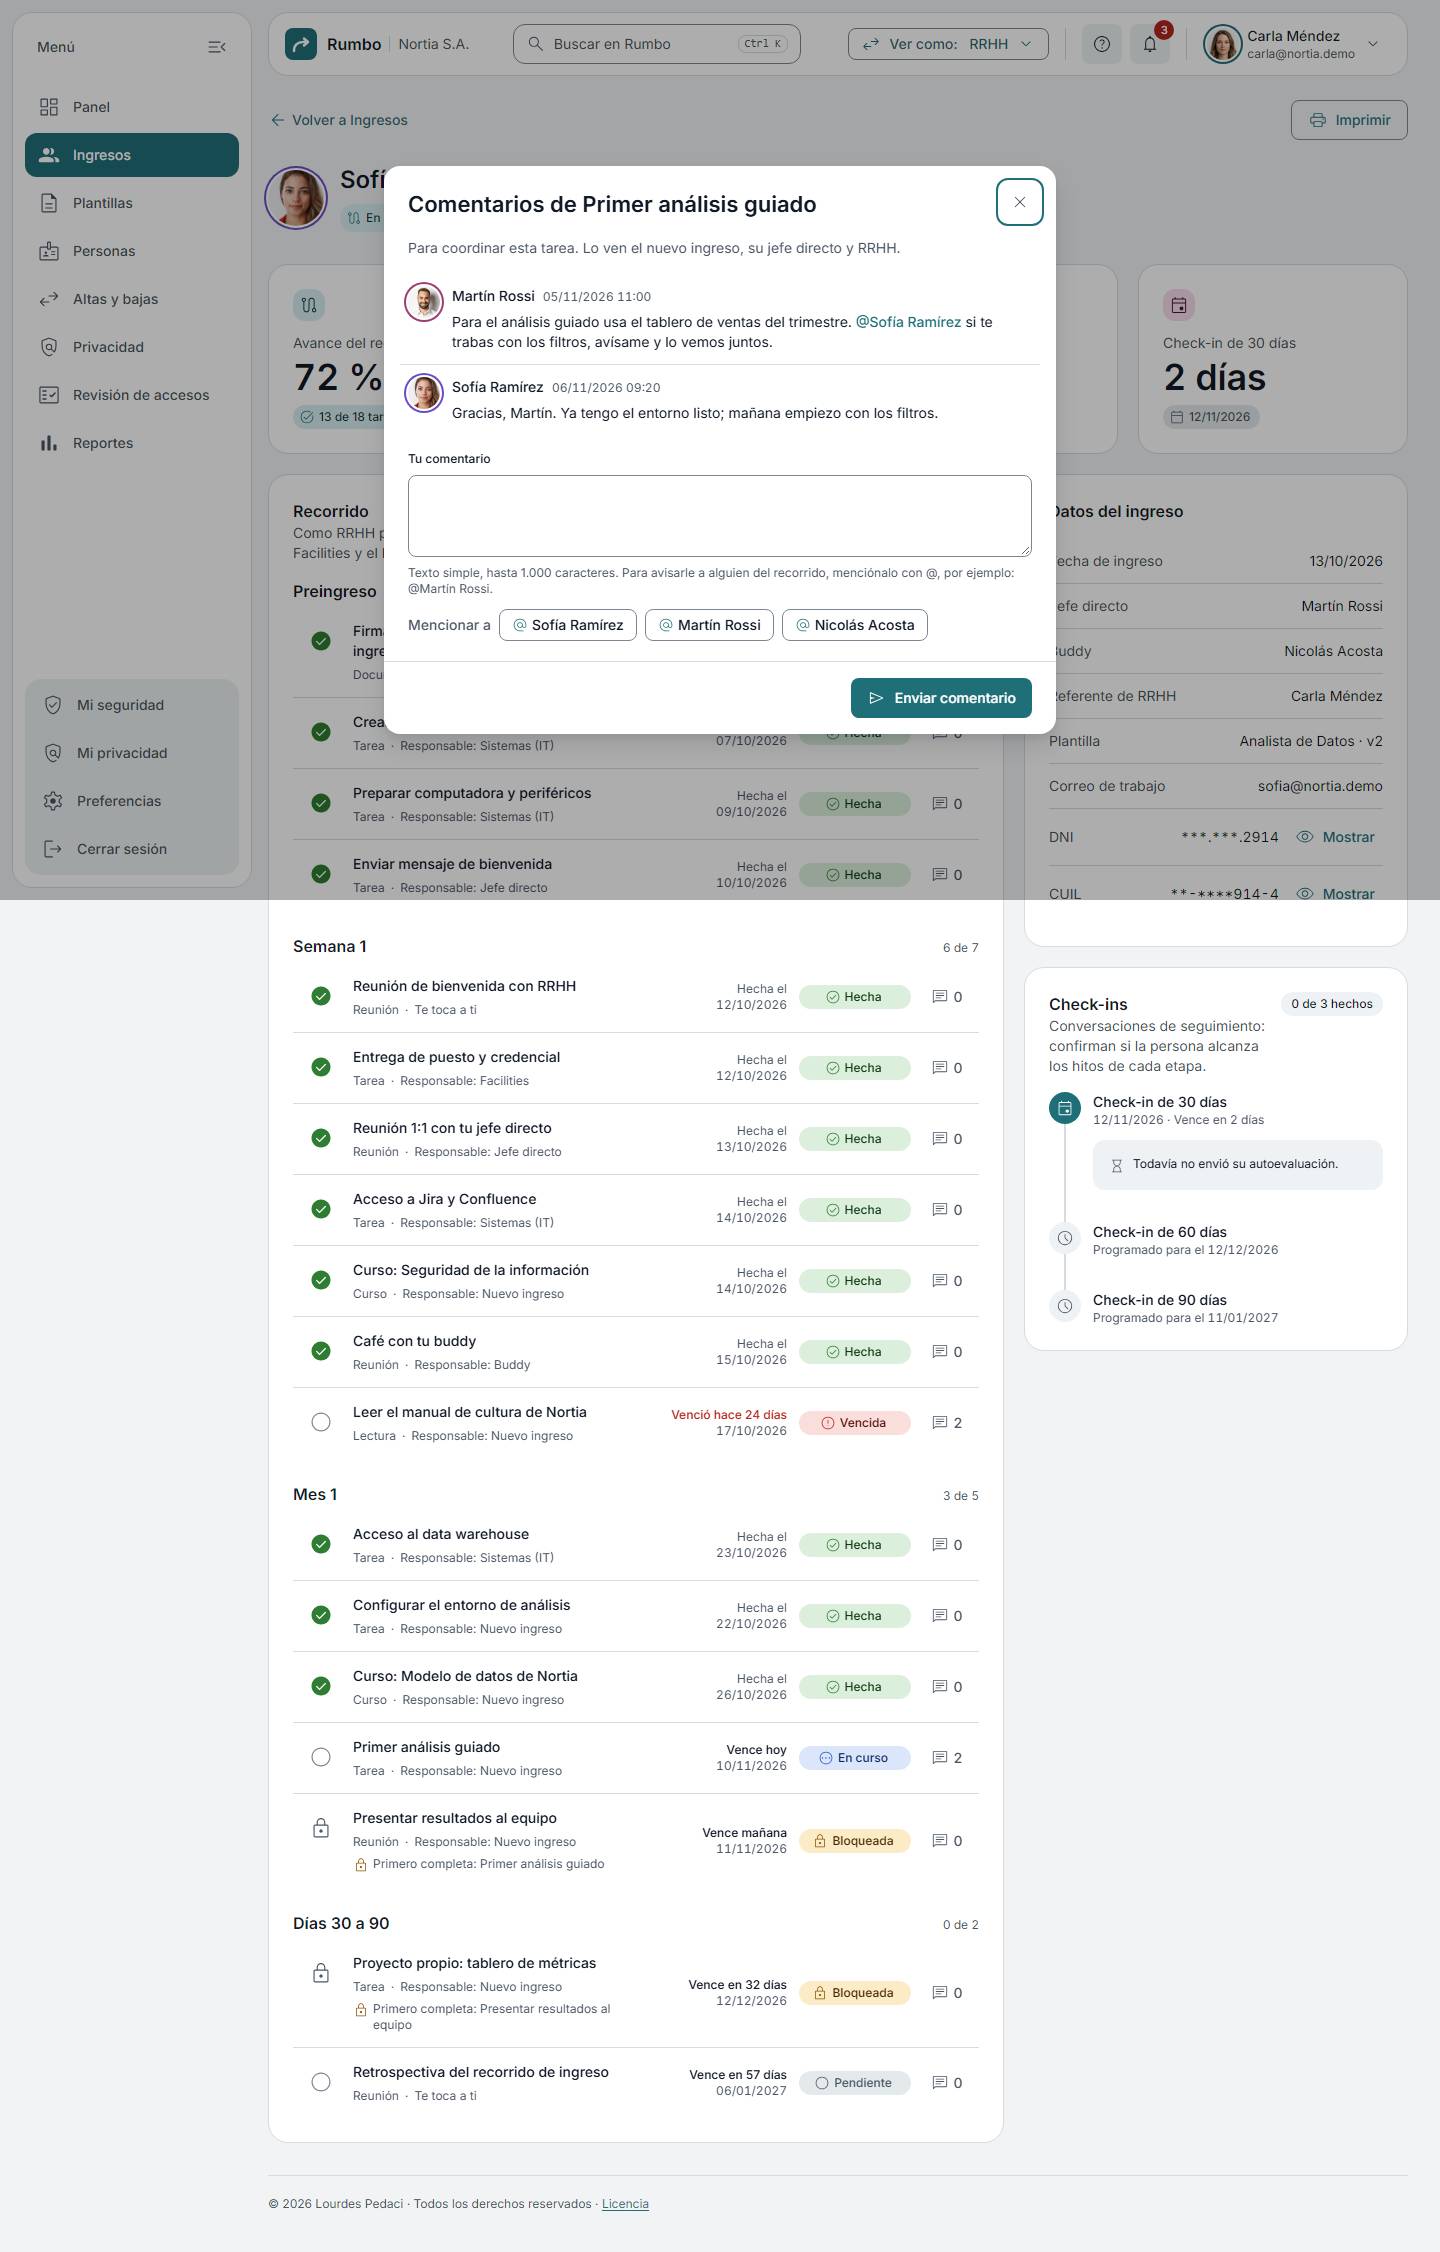 Menú
Panel
Ingresos
Plantillas
Personas
Altas y bajas
Privacidad
Revisión de accesos
Reportes
Mi seguridad
Mi privacidad
Preferencias
Cerrar sesión
Rumbo
Nortia S.A.
Buscar en Rumbo
Ctrl K
Ver como: RRHH
3
Carla Méndez
carla@nortia.demo
Volver a Ingresos
Imprimir
Sofí
En
Comentarios de Primer análisis guiado
Para coordinar esta tarea. Lo ven el nuevo ingreso, su jefe directo y RRHH.
Martín Rossi 05/11/2026 11:00
Para el análisis guiado usa el tablero de ventas del trimestre. @Sofía Ramírez si te
trabas con los filtros, avísame y lo vemos juntos.
Sofía Ramírez 06/11/2026 09:20
Gracias, Martín. Ya tengo el entorno listo; mañana empiezo con los filtros.
Tu comentario
Texto simple, hasta 1.000 caracteres. Para avisarle a alguien del recorrido, menciónalo con @, por ejemplo:
@Martín Rossi.
Mencionar a @ Sofía Ramírez @ Martín Rossi @ Nicolás Acosta
Enviar comentario
Avance del re
72 %
13 de 18 tar
Check-in de 30 días
2 días
12/11/2026
Recorrido
Como RRHH p
Facilities y el
Preingreso
Firm
ingre
Docu
Crea
Tarea · Responsable: Sistemas (IT)
07/10/2026
Preparar computadora y periféricos
Tarea · Responsable: Sistemas (IT)
Hecha el
09/10/2026
Hecha
0
Enviar mensaje de bienvenida
Tarea · Responsable: Jefe directo
Hecha el
10/10/2026
Hecha
0
Semana 1
6 de 7
Reunión de bienvenida con RRHH
Reunión · Te toca a ti
Hecha el
12/10/2026
Hecha
0
Entrega de puesto y credencial
Tarea · Responsable: Facilities
Hecha el
12/10/2026
Hecha
0
Reunión 1:1 con tu jefe directo
Reunión · Responsable: Jefe directo
Hecha el
13/10/2026
Hecha
0
Acceso a Jira y Confluence
Tarea · Responsable: Sistemas (IT)
Hecha el
14/10/2026
Hecha
0
Curso: Seguridad de la información
Curso · Responsable: Nuevo ingreso
Hecha el
14/10/2026
Hecha
0
Café con tu buddy
Reunión · Responsable: Buddy
Hecha el
15/10/2026
Hecha
0
Leer el manual de cultura de Nortia
Lectura · Responsable: Nuevo ingreso
Venció hace 24 días
17/10/2026
Vencida
2
Mes 1
3 de 5
Acceso al data warehouse
Tarea · Responsable: Sistemas (IT)
Hecha el
23/10/2026
Hecha
0
Configurar el entorno de análisis
Tarea · Responsable: Nuevo ingreso
Hecha el
22/10/2026
Hecha
0
Curso: Modelo de datos de Nortia
Curso · Responsable: Nuevo ingreso
Hecha el
26/10/2026
Hecha
0
Primer análisis guiado
Tarea · Responsable: Nuevo ingreso
Vence hoy
10/11/2026
En curso
2
Presentar resultados al equipo
Reunión · Responsable: Nuevo ingreso
Primero completa: Primer análisis guiado
Vence mañana
11/11/2026
Bloqueada
0
Días 30 a 90
0 de 2
Proyecto propio: tablero de métricas
Tarea · Responsable: Nuevo ingreso
Primero completa: Presentar resultados al
equipo
Vence en 32 días
12/12/2026
Bloqueada
0
Retrospectiva del recorrido de ingreso
Reunión · Te toca a ti
Vence en 57 días
06/01/2027
Pendiente
0
Datos del ingreso
echa de ingreso 13/10/2026
efe directo Martín Rossi
Buddy Nicolás Acosta
Referente de RRHH Carla Méndez
Plantilla Analista de Datos · v2
Correo de trabajo sofia@nortia.demo
DNI ***.***.2914 Mostrar
CUIL **-****914-4 Mostrar
Check-ins
0 de 3 hechos
Conversaciones de seguimiento:
confirman si la persona alcanza
los hitos de cada etapa.
Check-in de 30 días
12/11/2026 · Vence en 2 días
Todavía no envió su autoevaluación.
Check-in de 60 días
Programado para el 12/12/2026
Check-in de 90 días
Programado para el 11/01/2027
© 2026 Lourdes Pedaci · Todos los derechos reservados · Licencia